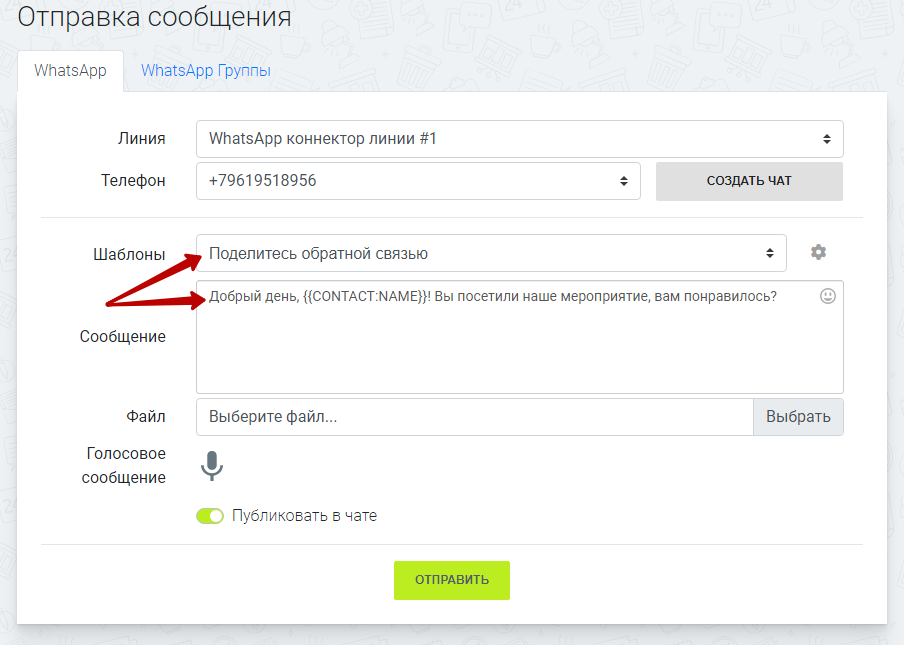 Отправка сообщения
WhatsApp WhatsApp Группы
Линия WhatsApp коннектор линии #1
Телефон +79619518956 СОЗДАТЬ ЧАТ
Шаблоны Поделитесь обратной связью
Добрый день, {{CONTACT:NAME}}! Вы посетили наше мероприятие, вам понравилось?
Сообщение
Файл Выберите файл... Выбрать
Голосовое
сообщение
Публиковать в чате
ОТПРАВИТЬ